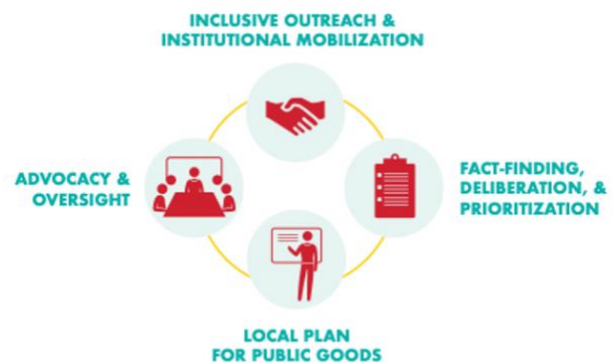 INCLUSIVE OUTREACH &
INSTITUTIONAL MOBILIZATION
ADVOCACY &
OVERSIGHT
FACT-FINDING,
DELIBERATION, &
PRIORITIZATION
LOCAL PLAN
FOR PUBLIC GOODS